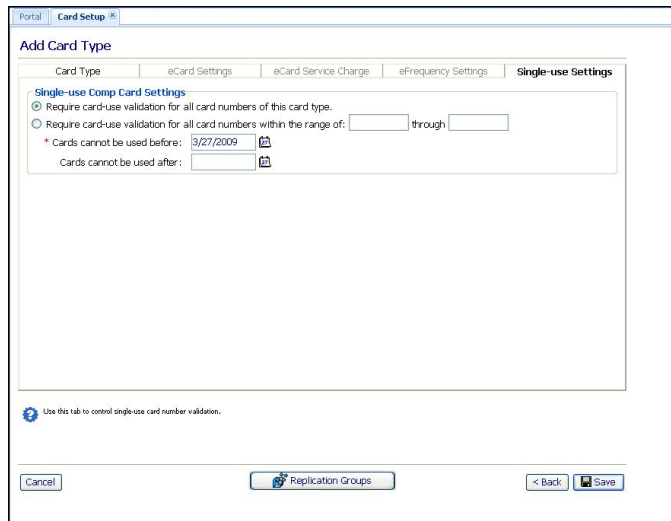 Portal Card Setup
Add Card Type
Card Type eCard Settings eCard Service Charge eFrequency Settings Single-use Settings
Single-use Comp Card Settings
Require card-use validation for all card numbers of this card type.
Require card-use validation for all card numbers within the range of: through
* Cards cannot be used before: 3/27/2009
Cards cannot be used after:
Use this tab to control single-use card number validation.
Cancel Replication Groups < Back Save